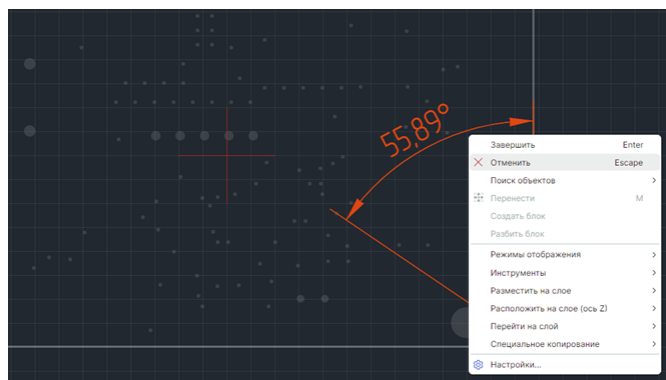 55,89°
Завершить Enter
Отменить Escape
Поиск объектов
Перенести M
Создать блок
Разбить блок
Режимы отображения
Инструменты
Разместить на слое
Расположить на слое (ось Z)
Перейти на слой
Специальное копирование
Настройки...